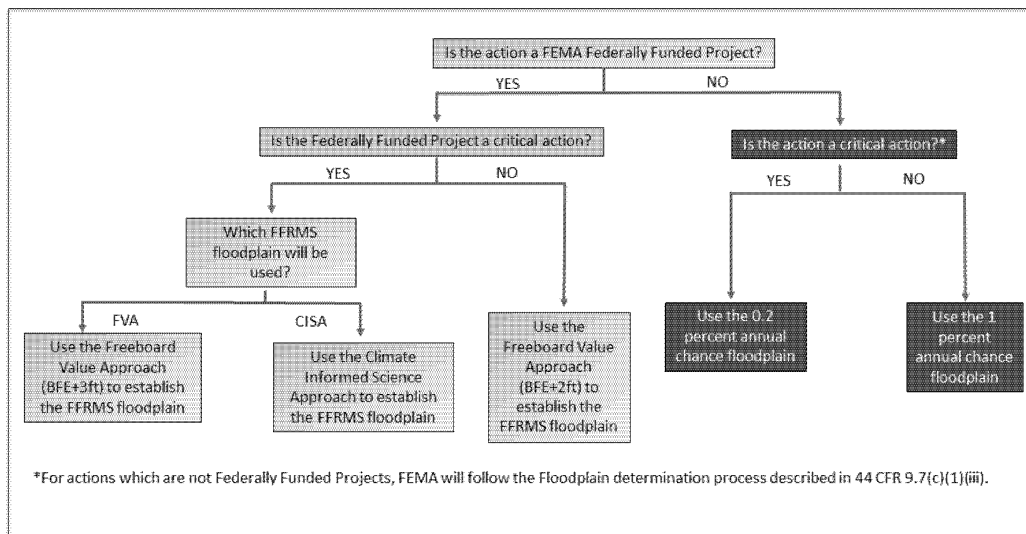 Is the action a FEMA Federally Funded Project?
YES
NO
Is the Federally Funded Project a critical action?
Is the action a critical action?*
YES
NO
YES
NO
Which FFRMS
floodplain will be
used?
FVA
CISA
Use the Freeboard
Value Approach
(BFE+3ft) to establish
the FFRMS floodplain
Use the Climate
Informed Science
Approach to establish
the FFRMS floodplain
Use the
Freeboard Value
Approach
(BFE+2ft) to
establish the
FFRMS floodplain
Use the 0.2
percent annual
chance floodplain
Use the 1
percent
annual chance
floodplain
*For actions which are not Federally Funded Projects, FEMA will follow the Floodplain determination process described in 44 CFR 9.7(c)(1)(iii).